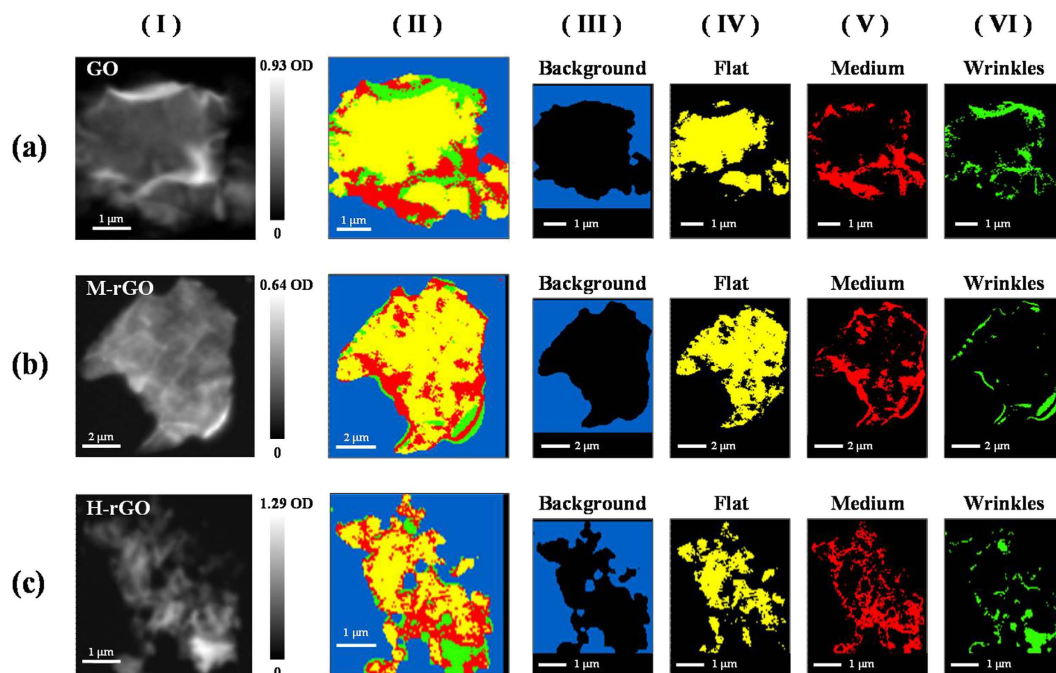 ( I ) ( II ) ( III ) ( IV ) ( V ) ( VI )
(a)
GO
0.93 OD
0
1 μm
1 μm
Background Flat Medium Wrinkles
1 μm 1 μm 1 μm 1 μm
(b)
M-rGO
0.64 OD
0
2 μm
2 μm
Background Flat Medium Wrinkles
2 μm 2 μm 2 μm 2 μm
(c)
H-rGO
1.29 OD
0
1 μm
1 μm
Background Flat Medium Wrinkles
1 μm 1 μm 1 μm 1 μm